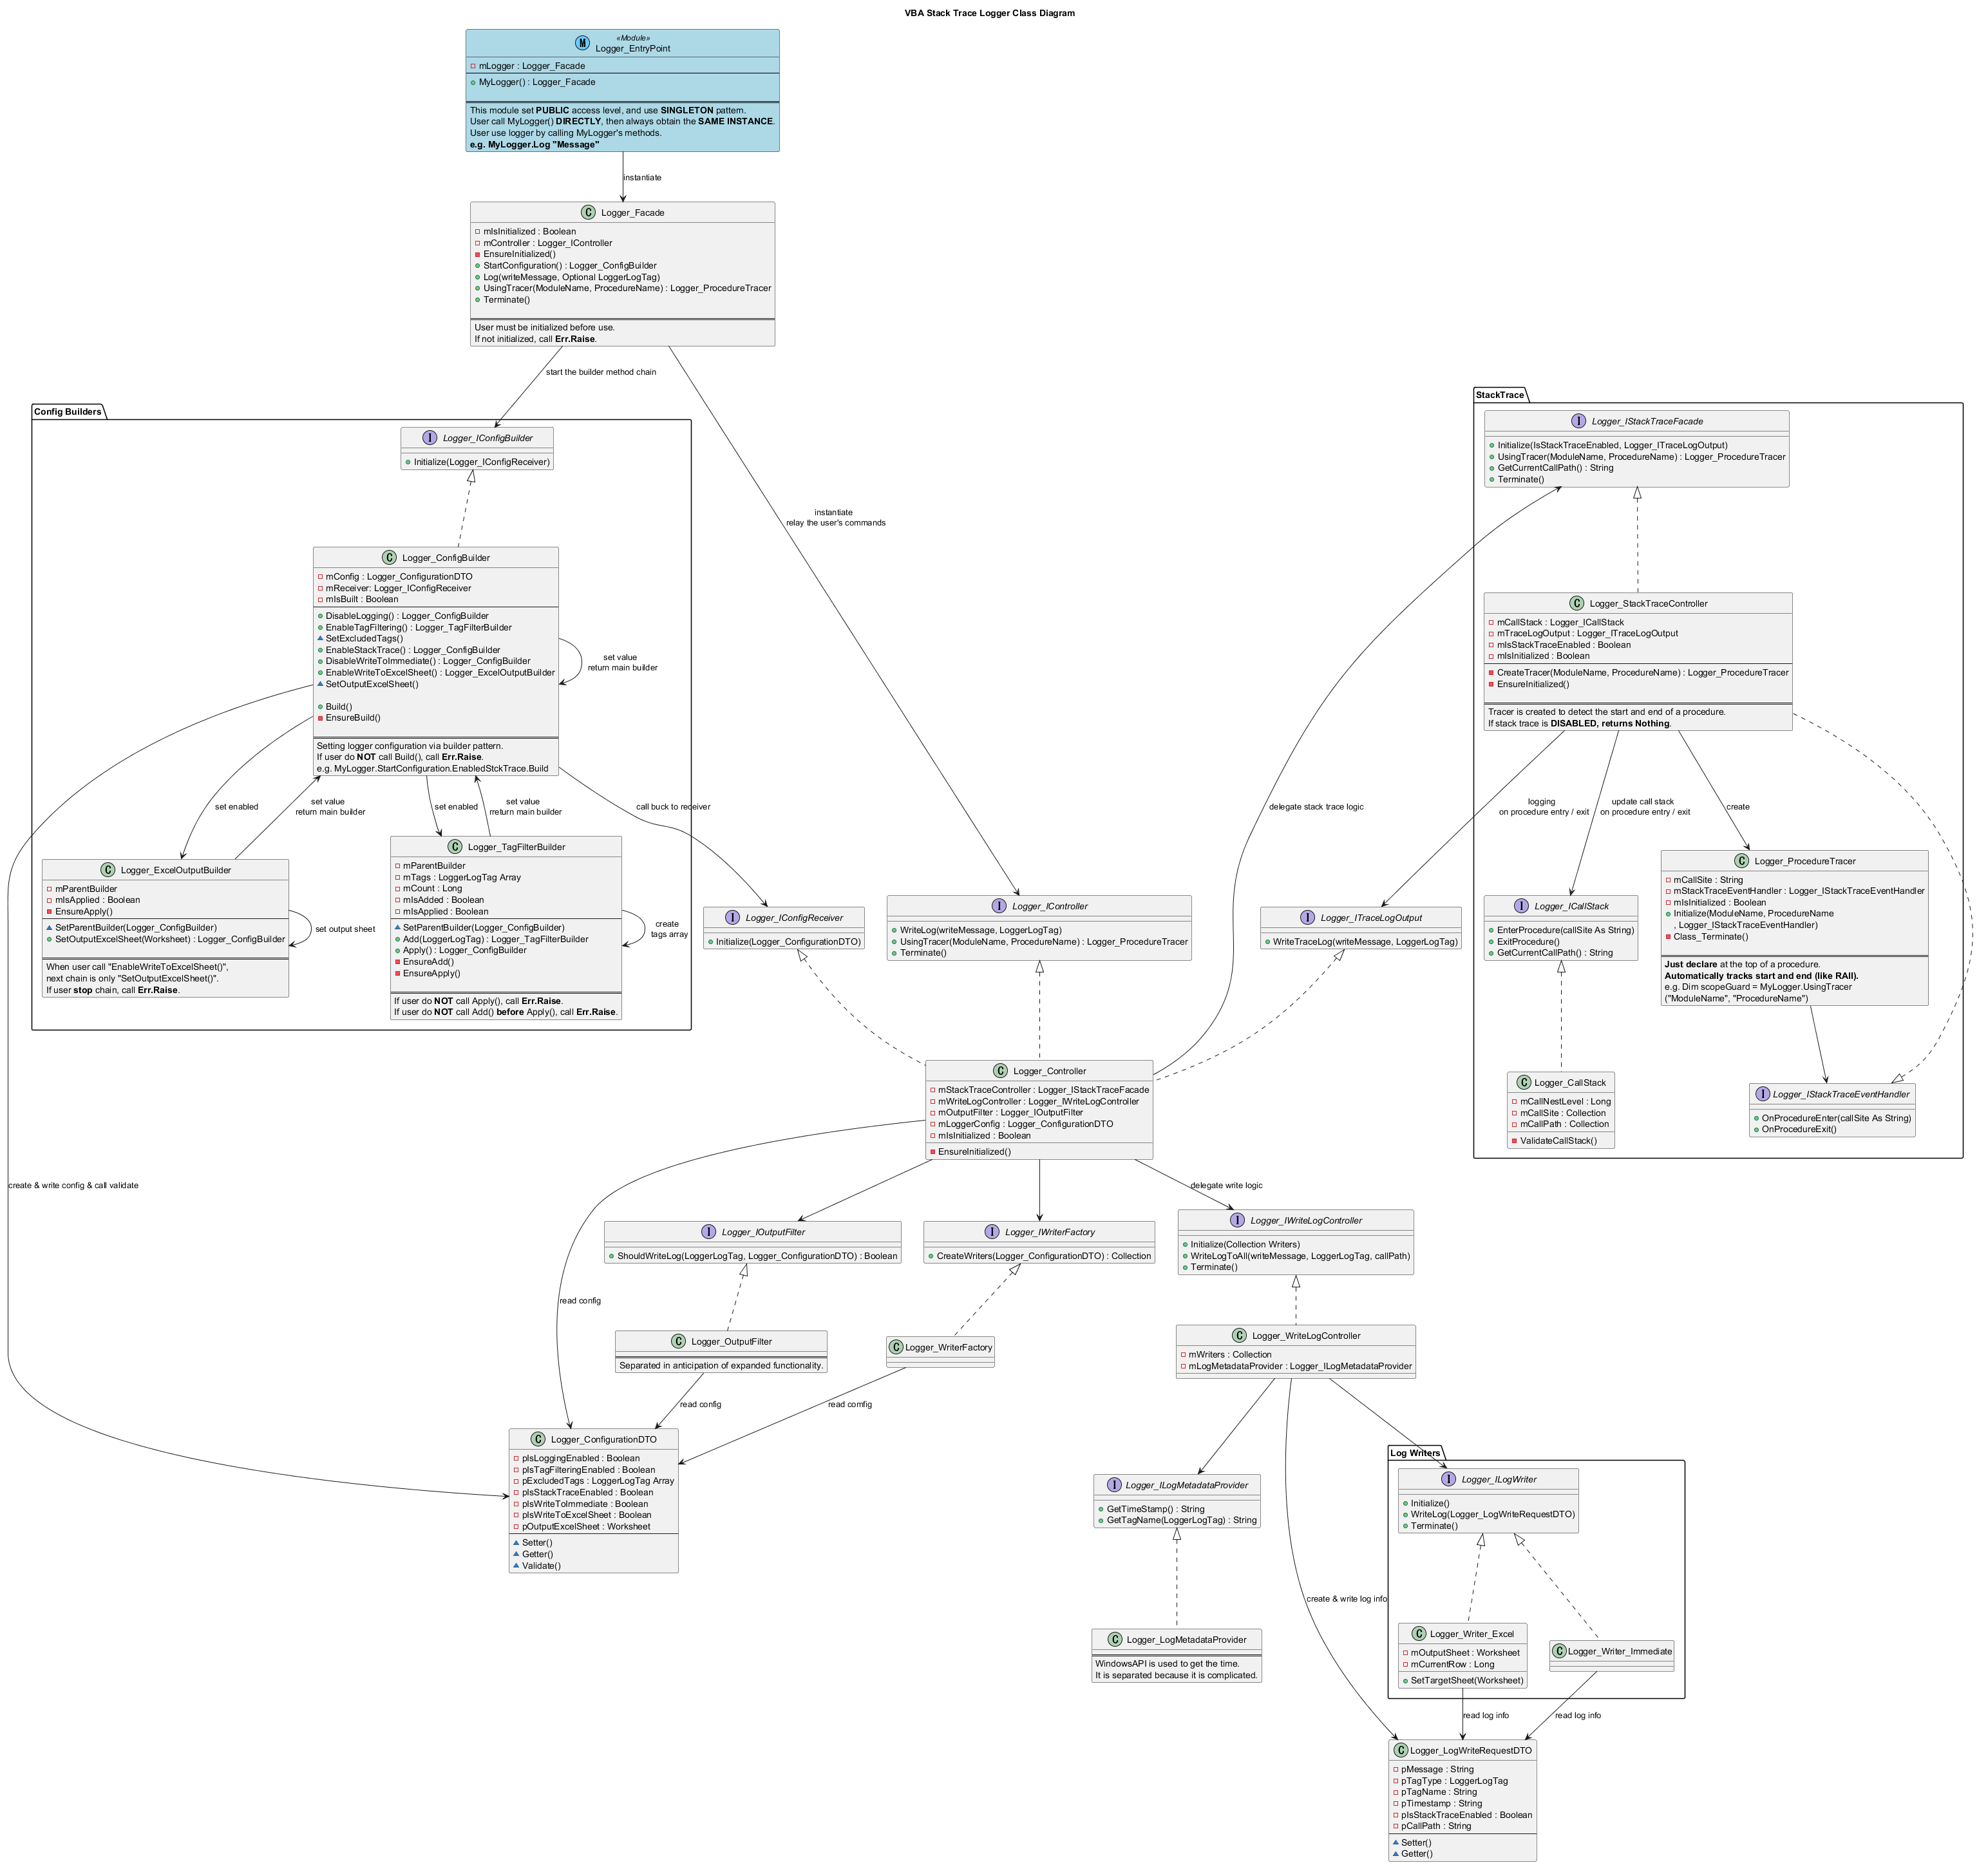 VBA Stack Trace Logger Class Diagram
M
«Module»
Logger_EntryPoint
mLogger : Logger_Facade
MyLogger() : Logger_Facade
This module set PUBLIC access level, and use SINGLETON pattern.
User call MyLogger() DIRECTLY, then always obtain the SAME INSTANCE.
User use logger by calling MyLogger's methods.
e.g. MyLogger.Log "Message"
instantiate
C Logger_Facade
mIsInitialized : Boolean
mController : Logger_IController
EnsureInitialized()
StartConfiguration() : Logger_ConfigBuilder
Log(writeMessage, Optional LoggerLogTag)
UsingTracer(ModuleName, ProcedureName) : Logger_ProcedureTracer
Terminate()
User must be initialized before use.
If not initialized, call Err.Raise.
start the builder method chain
instantiate
relay the user's commands
Config Builders
I Logger_IConfigBuilder
Initialize(Logger_IConfigReceiver)
C Logger_ConfigBuilder
mConfig : Logger_ConfigurationDTO
mReceiver: Logger_IConfigReceiver
mIsBuilt : Boolean
DisableLogging() : Logger_ConfigBuilder
EnableTagFiltering() : Logger_TagFilterBuilder
SetExcludedTags()
EnableStackTrace() : Logger_ConfigBuilder
DisableWriteToImmediate() : Logger_ConfigBuilder
EnableWriteToExcelSheet() : Logger_ExcelOutputBuilder
SetOutputExcelSheet()
Build()
EnsureBuild()
Setting logger configuration via builder pattern.
If user do NOT call Build(), call Err.Raise.
e.g. MyLogger.StartConfiguration.EnabledStckTrace.Build
set value
return main builder
set enabled
set value
return main builder
set enabled
set value
rreturn main builder
call buck to receiver
C Logger_ExcelOutputBuilder
mParentBuilder
mIsApplied : Boolean
EnsureApply()
SetParentBuilder(Logger_ConfigBuilder)
SetOutputExcelSheet(Worksheet) : Logger_ConfigBuilder
When user call "EnableWriteToExcelSheet()",
next chain is only "SetOutputExcelSheet()".
If user stop chain, call Err.Raise.
set output sheet
C Logger_TagFilterBuilder
mParentBuilder
mTags : LoggerLogTag Array
mCount : Long
mIsAdded : Boolean
mIsApplied : Boolean
SetParentBuilder(Logger_ConfigBuilder)
Add(LoggerLogTag) : Logger_TagFilterBuilder
Apply() : Logger_ConfigBuilder
EnsureAdd()
EnsureApply()
If user do NOT call Apply(), call Err.Raise.
If user do NOT call Add() before Apply(), call Err.Raise.
create
tags array
StackTrace
I Logger_IStackTraceFacade
Initialize(IsStackTraceEnabled, Logger_ITraceLogOutput)
UsingTracer(ModuleName, ProcedureName) : Logger_ProcedureTracer
GetCurrentCallPath() : String
Terminate()
C Logger_StackTraceController
mCallStack : Logger_ICallStack
mTraceLogOutput : Logger_ITraceLogOutput
mIsStackTraceEnabled : Boolean
mIsInitialized : Boolean
CreateTracer(ModuleName, ProcedureName) : Logger_ProcedureTracer
EnsureInitialized()
Tracer is created to detect the start and end of a procedure.
If stack trace is DISABLED, returns Nothing.
delegate stack trace logic
logging
on procedure entry / exit
update call stack
on procedure entry / exit
create
C Logger_ProcedureTracer
mCallSite : String
mStackTraceEventHandler : Logger_IStackTraceEventHandler
mIsInitialized : Boolean
Initialize(ModuleName, ProcedureName
, Logger_IStackTraceEventHandler)
Class_Terminate()
Just declare at the top of a procedure.
Automatically tracks start and end (like RAII).
e.g. Dim scopeGuard = MyLogger.UsingTracer
("ModuleName", "ProcedureName")
I Logger_ICallStack
EnterProcedure(callSite As String)
ExitProcedure()
GetCurrentCallPath() : String
C Logger_CallStack
mCallNestLevel : Long
mCallSite : Collection
mCallPath : Collection
ValidateCallStack()
I Logger_IStackTraceEventHandler
OnProcedureEnter(callSite As String)
OnProcedureExit()
I Logger_IConfigReceiver
Initialize(Logger_ConfigurationDTO)
I Logger_IController
WriteLog(writeMessage, LoggerLogTag)
UsingTracer(ModuleName, ProcedureName) : Logger_ProcedureTracer
Terminate()
I Logger_ITraceLogOutput
WriteTraceLog(writeMessage, LoggerLogTag)
C Logger_Controller
mStackTraceController : Logger_IStackTraceFacade
mWriteLogController : Logger_IWriteLogController
mOutputFilter : Logger_IOutputFilter
mLoggerConfig : Logger_ConfigurationDTO
mIsInitialized : Boolean
EnsureInitialized()
create & write config & call validate
delegate write logic
I Logger_IOutputFilter
ShouldWriteLog(LoggerLogTag, Logger_ConfigurationDTO) : Boolean
I Logger_IWriterFactory
CreateWriters(Logger_ConfigurationDTO) : Collection
I Logger_IWriteLogController
Initialize(Collection Writers)
WriteLogToAll(writeMessage, LoggerLogTag, callPath)
Terminate()
read config
C Logger_OutputFilter
Separated in anticipation of expanded functionality.
C Logger_WriterFactory
C Logger_WriteLogController
mWriters : Collection
mLogMetadataProvider : Logger_ILogMetadataProvider
read config
read comfig
C Logger_ConfigurationDTO
pIsLoggingEnabled : Boolean
pIsTagFilteringEnabled : Boolean
pExcludedTags : LoggerLogTag Array
pIsStackTraceEnabled : Boolean
pIsWriteToImmediate : Boolean
pIsWriteToExcelSheet : Boolean
pOutputExcelSheet : Worksheet
Setter()
Getter()
Validate()
I Logger_ILogMetadataProvider
GetTimeStamp() : String
GetTagName(LoggerLogTag) : String
C Logger_LogMetadataProvider
WindowsAPI is used to get the time.
It is separated because it is complicated.
create & write log info
Log Writers
I Logger_ILogWriter
Initialize()
WriteLog(Logger_LogWriteRequestDTO)
Terminate()
C Logger_Writer_Excel
mOutputSheet : Worksheet
mCurrentRow : Long
SetTargetSheet(Worksheet)
C Logger_Writer_Immediate
read log info
read log info
C Logger_LogWriteRequestDTO
pMessage : String
pTagType : LoggerLogTag
pTagName : String
pTimestamp : String
pIsStackTraceEnabled : Boolean
pCallPath : String
Setter()
Getter()